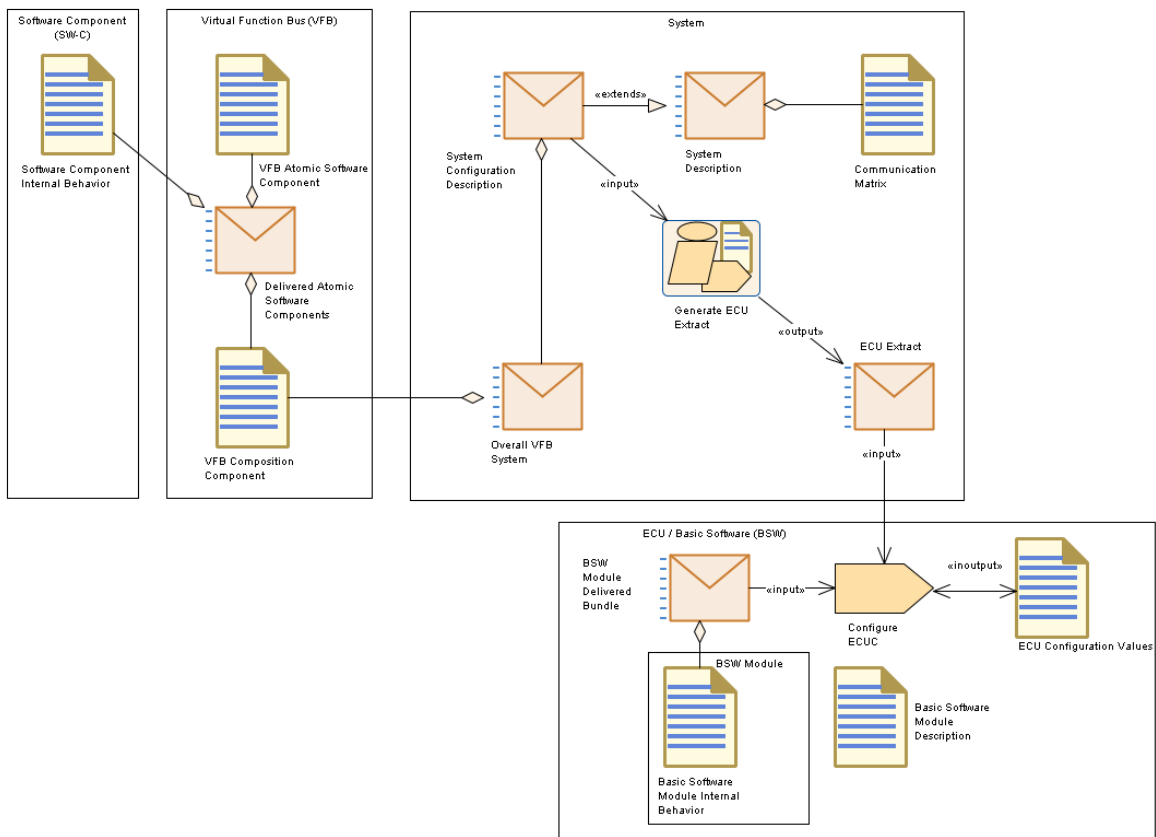 Software Component
(SW-C)
Virtual Function Bus (VFB)
System
Software Component
Internal Behavior
VFB Atomic Software
Component
«extends»
System
Configuration
Description
System
Description
Communication
Matrix
«input»
Delivered Atomic
Software
Components
Generate ECU
Extract
«output»
ECU Extract
VFB Composition
Component
Overall VFB
System
«input»
ECU / Basic Software (BSW)
BSW
Module
Delivered
Bundle
«input»
«inoutput»
Configure
ECUC
ECU Configuration Values
BSW Module
Basic Software
Module
Description
Basic Software
Module Internal
Behavior